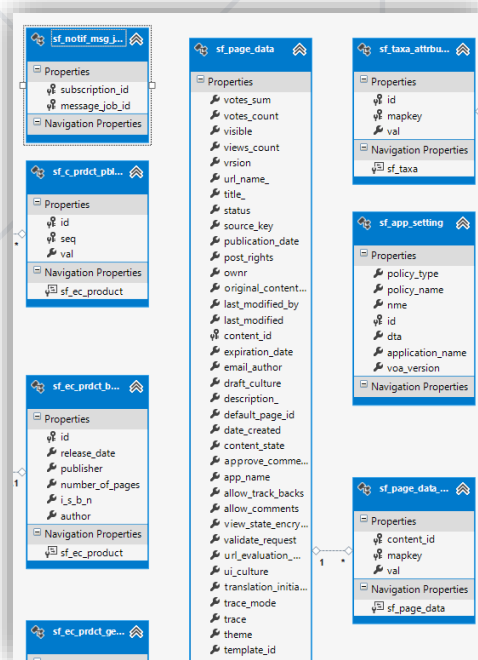 sf_notif_msg_j...
Properties
subscription_id
message_job_id
Navigation Properties
sf_c_prdct_pbl...
Properties
id
seq
val
Navigation Properties
sf_ec_product
*
sf_ec_prdct_b...
Properties
id
release_date
publisher
number_of_pages
i_s_b_n
author
Navigation Properties
sf_ec_product
1
sf_ec_prdct_ge...
sf_page_data
Properties
votes_sum
votes_count
visible
views_count
vrsion
url_name_
title_
status
source_key
publication_date
post_rights
ownr
original_content...
last_modified_by
last_modified
content_id
expiration_date
email_author
draft_culture
description_
default_page_id
date_created
content_state
approve_comme...
app_name
allow_track_backs
allow_comments
view_state_encry...
validate_request
url_evaluation_...
ui_culture
translation_initia...
trace_mode
trace
theme
template_id
1 *
sf_taxa_attrbu...
Properties
id
mapkey
val
Navigation Properties
sf_taxa
sf_app_setting
Properties
policy_type
policy_name
nme
id
dta
application_name
voa_version
Navigation Properties
sf_page_data_...
Properties
content_id
mapkey
val
Navigation Properties
sf_page_data